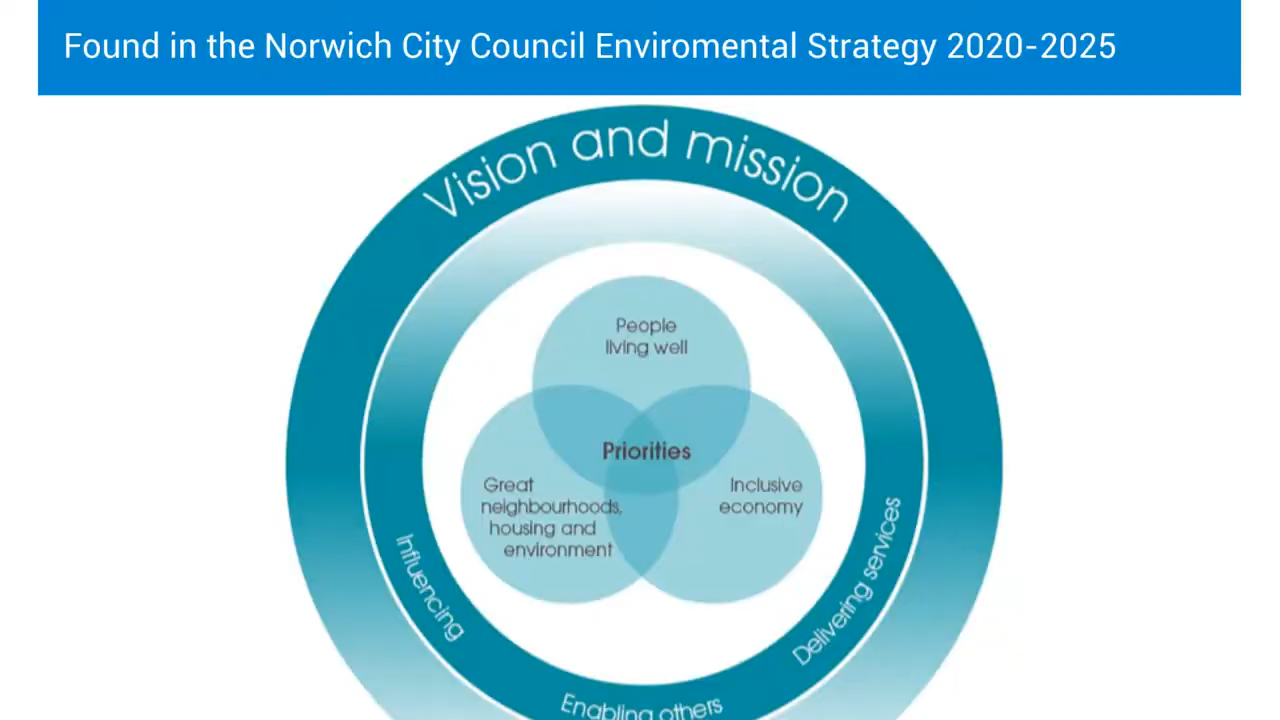 Found in the Norwich City Council Enviromental Strategy 2020-2025
Vision and mission
People
living well
Priorities
Great
neighbourhoods,
housing and
environment
Inclusive
economy
Influencing
Enabling others
Delivering services